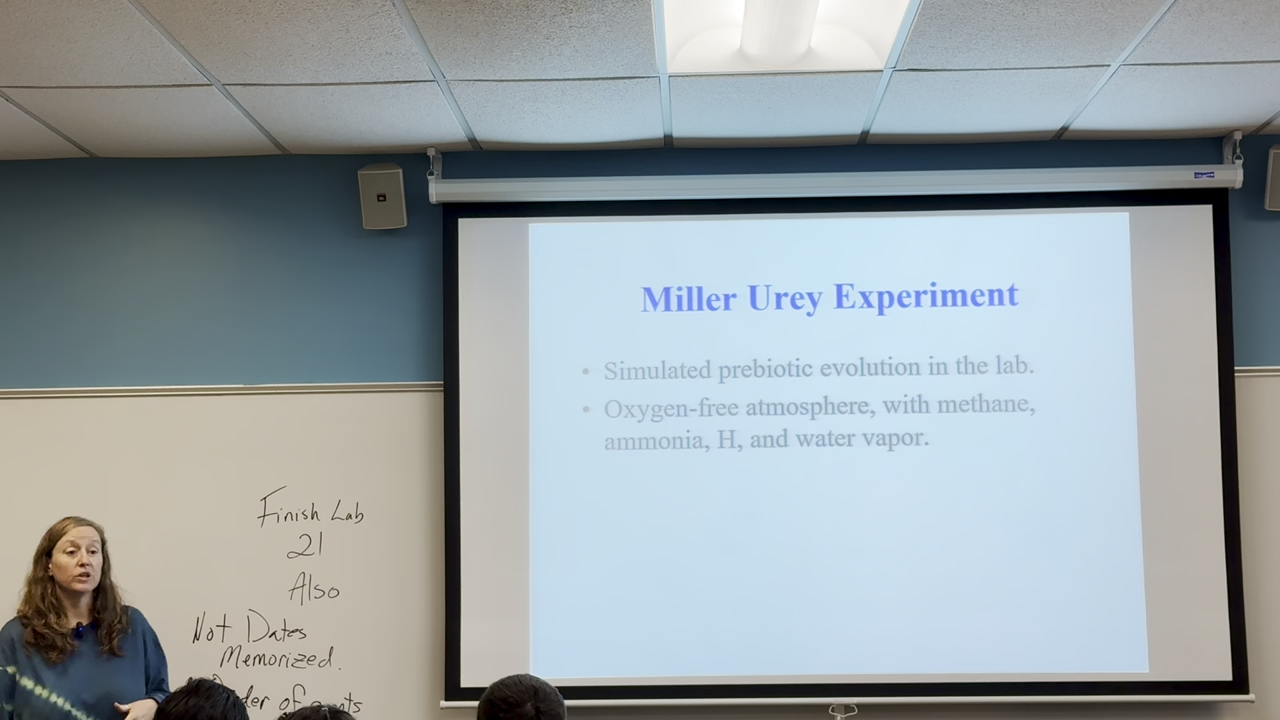 Miller Urey Experiment
• Simulated prebiotic evolution in the lab.
• Oxygen-free atmosphere, with methane,
ammonia, H, and water vapor.
Finish Lab
21
Also
Not Dates
Memorized.
of